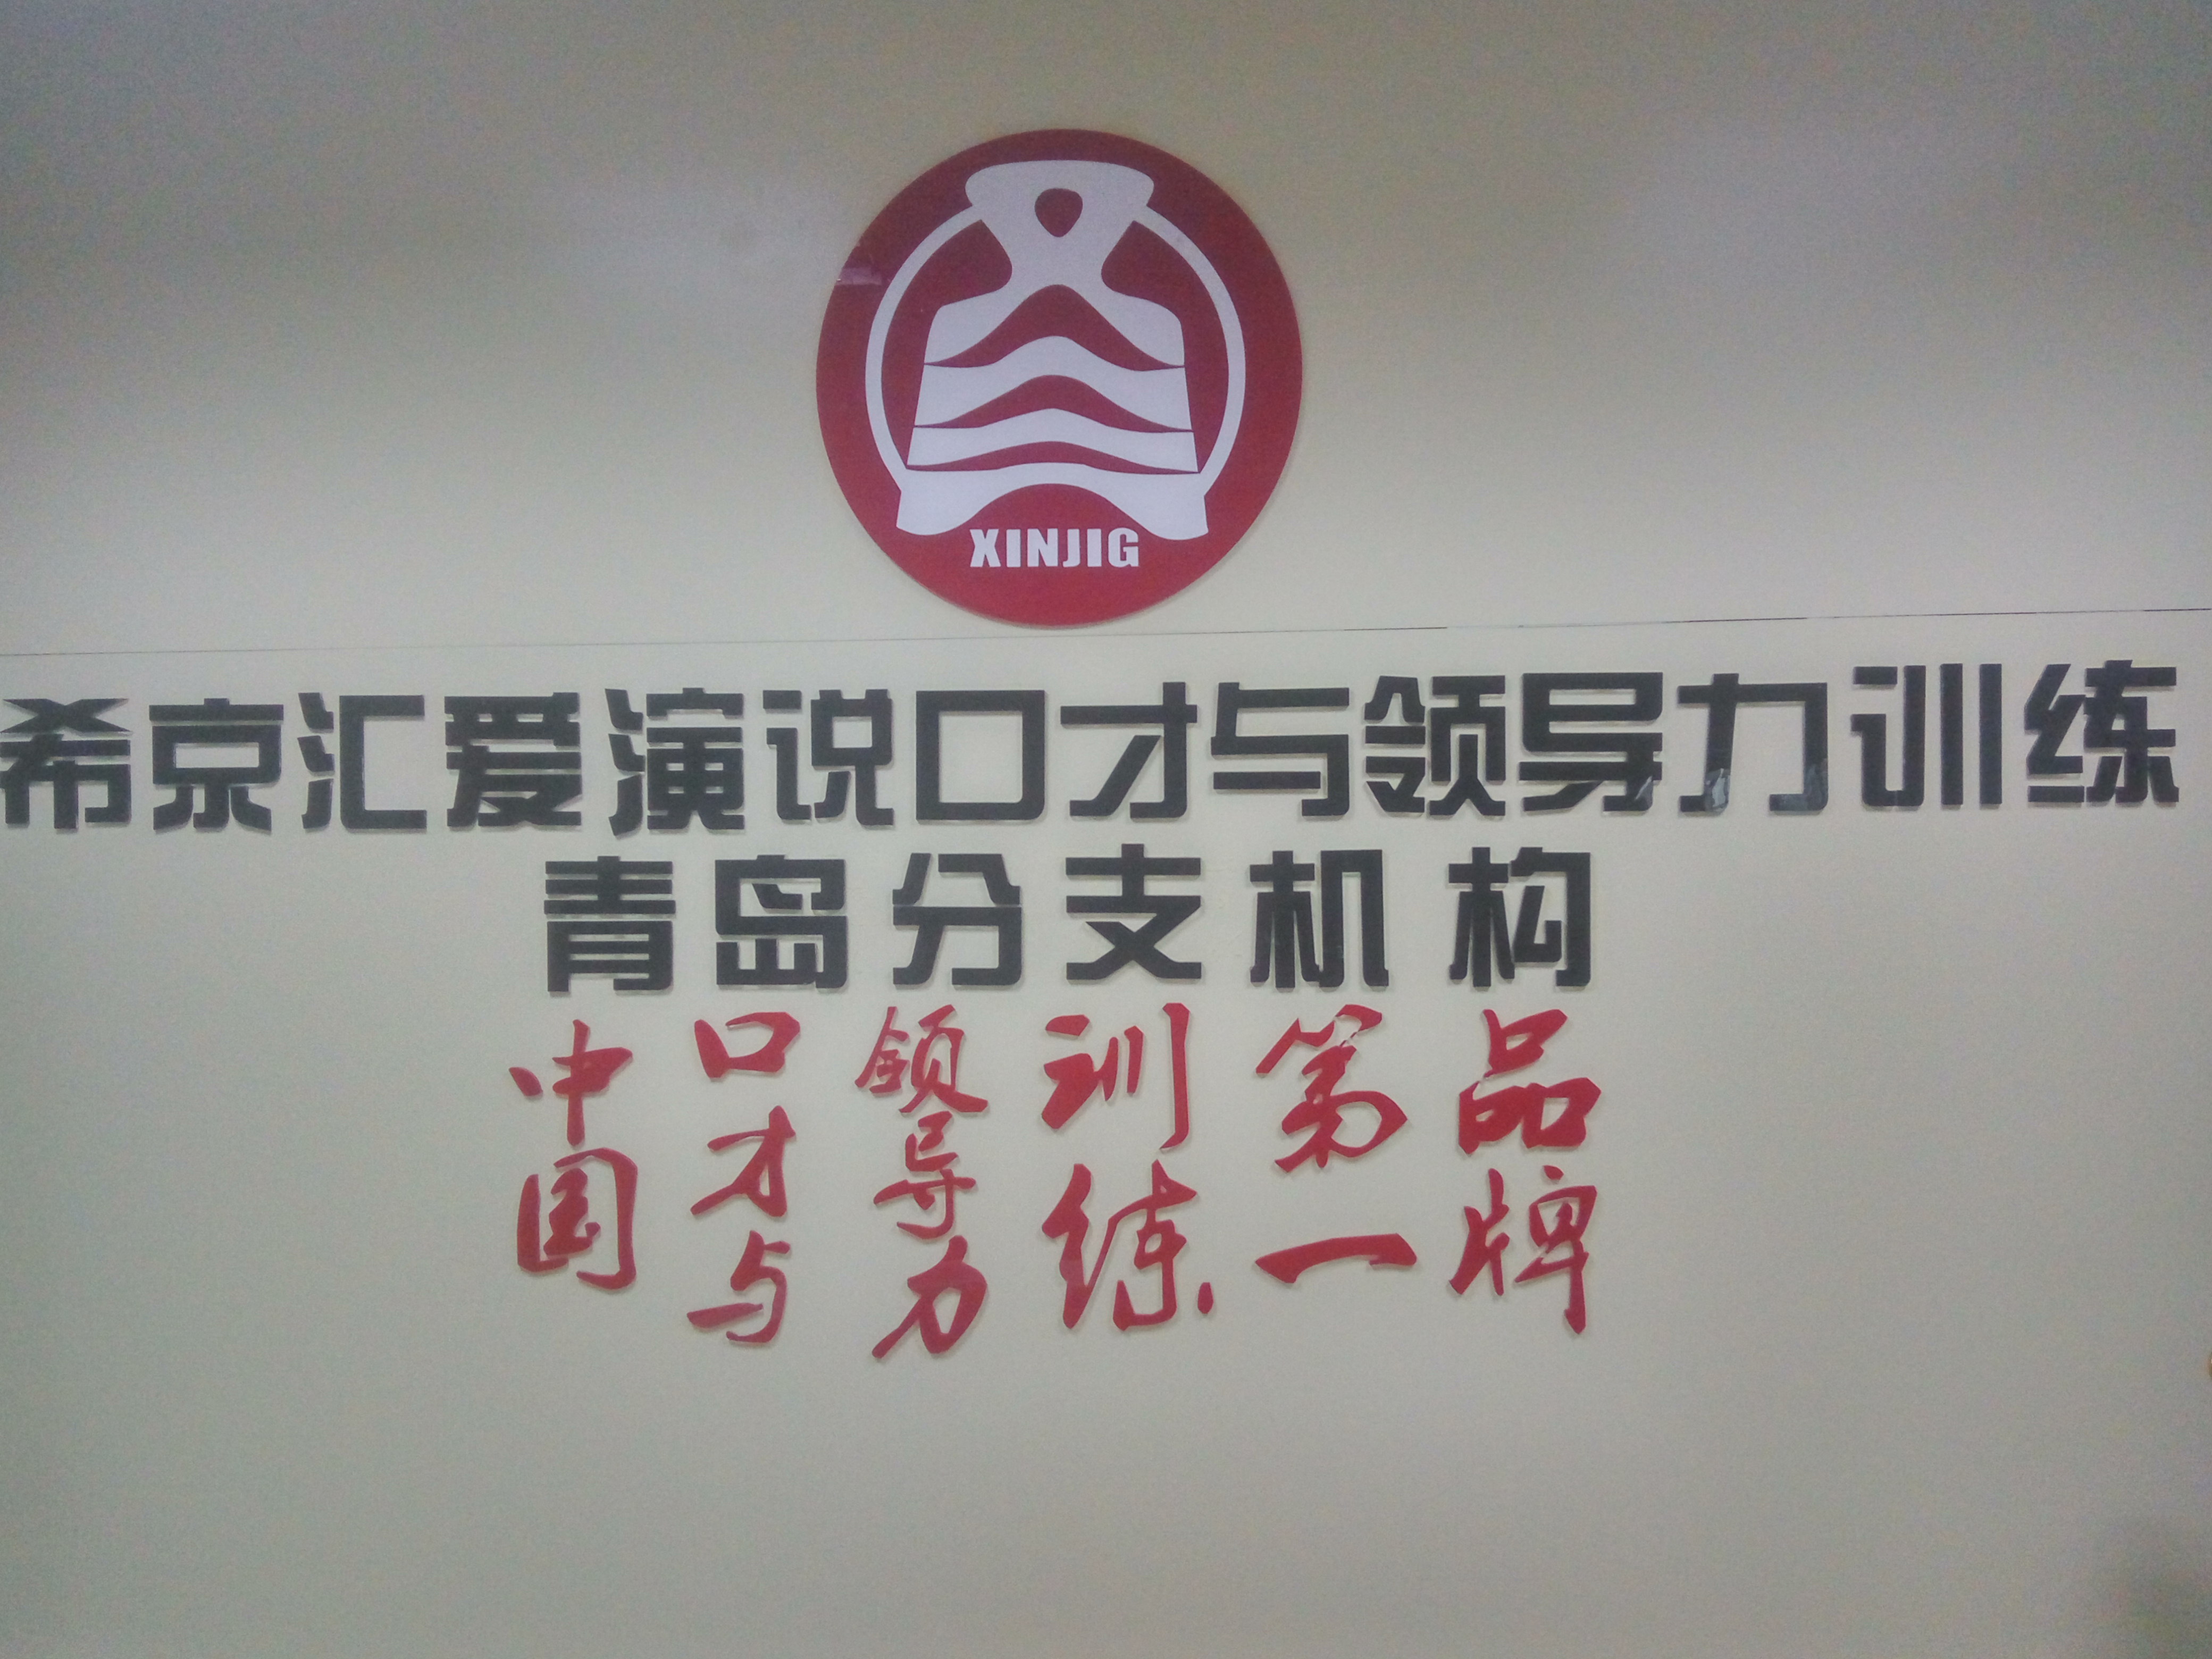 XINJIG
希京汇爱演说口才与领导力训练
青岛分支机构
中国
口才与
领导力
训练
第一
品牌